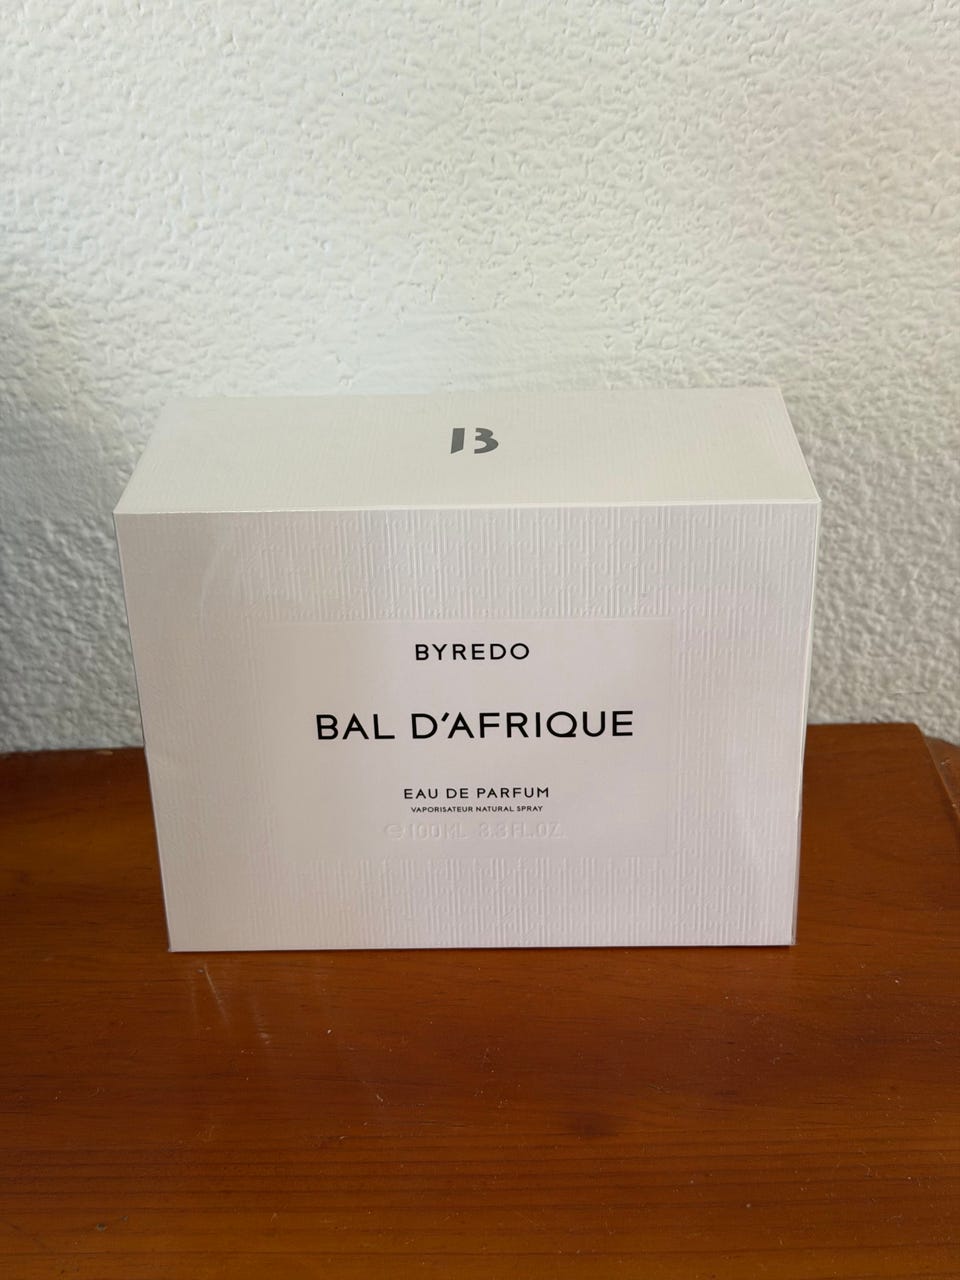 B
BYREDO
BAL D'AFRIQUE
EAU DE PARFUM
VAPORISATEUR NATURAL SPRAY
℮ 100 ML 3.3 FL.OZ.